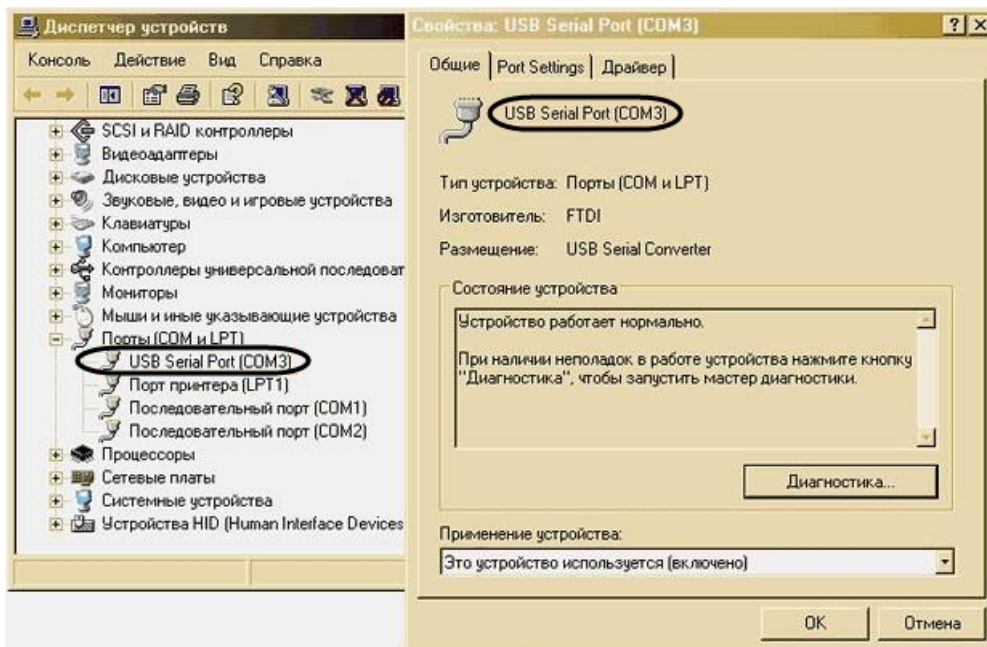 Диспетчер устройств
Консоль Действие Вид Справка
SCSI и RAID контроллеры
Видеоадаптеры
Дисковые устройства
Звуковые, видео и игровые устройства
Клавиатуры
Компьютер
Контроллеры универсальной последоват
Мониторы
Мыши и иные указывающие устройства
Порты (COM и LPT)
USB Serial Port (COM3)
Порт принтера (LPT1)
Последовательный порт (COM1)
Последовательный порт (COM2)
Процессоры
Сетевые платы
Системные устройства
Устройства HID (Human Interface Devices
Свойства: USB Serial Port (COM3)
Общие Port Settings Драйвер
USB Serial Port (COM3)
Тип устройства: Порты (COM и LPT)
Изготовитель: FTDI
Размещение: USB Serial Converter
Состояние устройства
Устройство работает нормально.
При наличии неполадок в работе устройства нажмите кнопку
"Диагностика", чтобы запустить мастер диагностики.
Диагностика...
Применение устройства:
Это устройство используется (включено)
OK Отмена